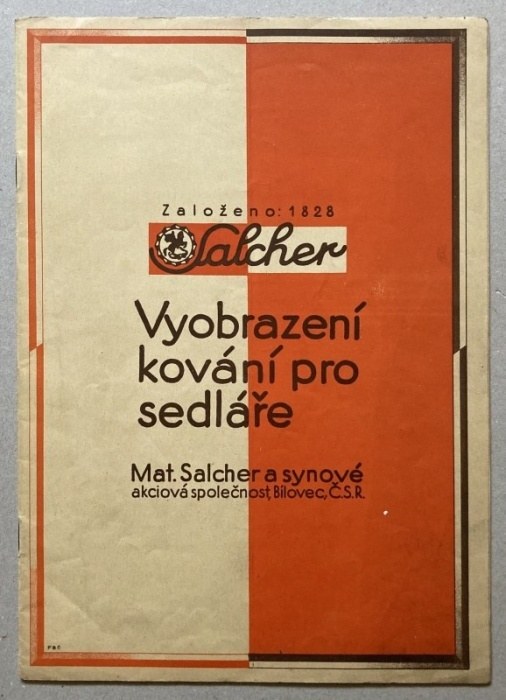 Založeno: 1828
Salcher
Vyobrazení
kování pro
sedláře
Mat. Salcher a synové
akciová společnost, Bílovec, Č.S.R.